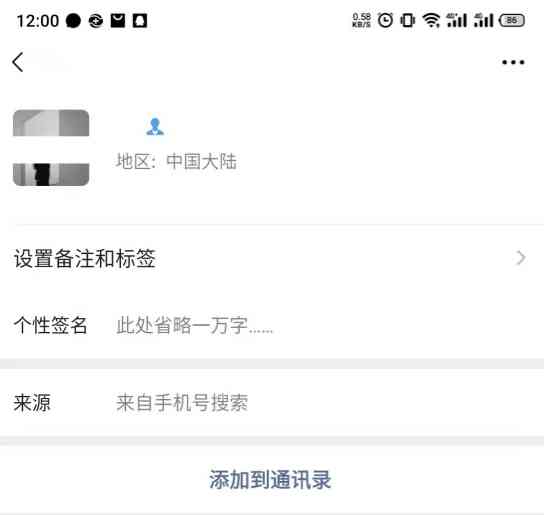 12:00
0.58 KB/S 4G+ 4G 86
地区: 中国大陆
设置备注和标签
个性签名 此处省略一万字……
来源 来自手机号搜索
添加到通讯录